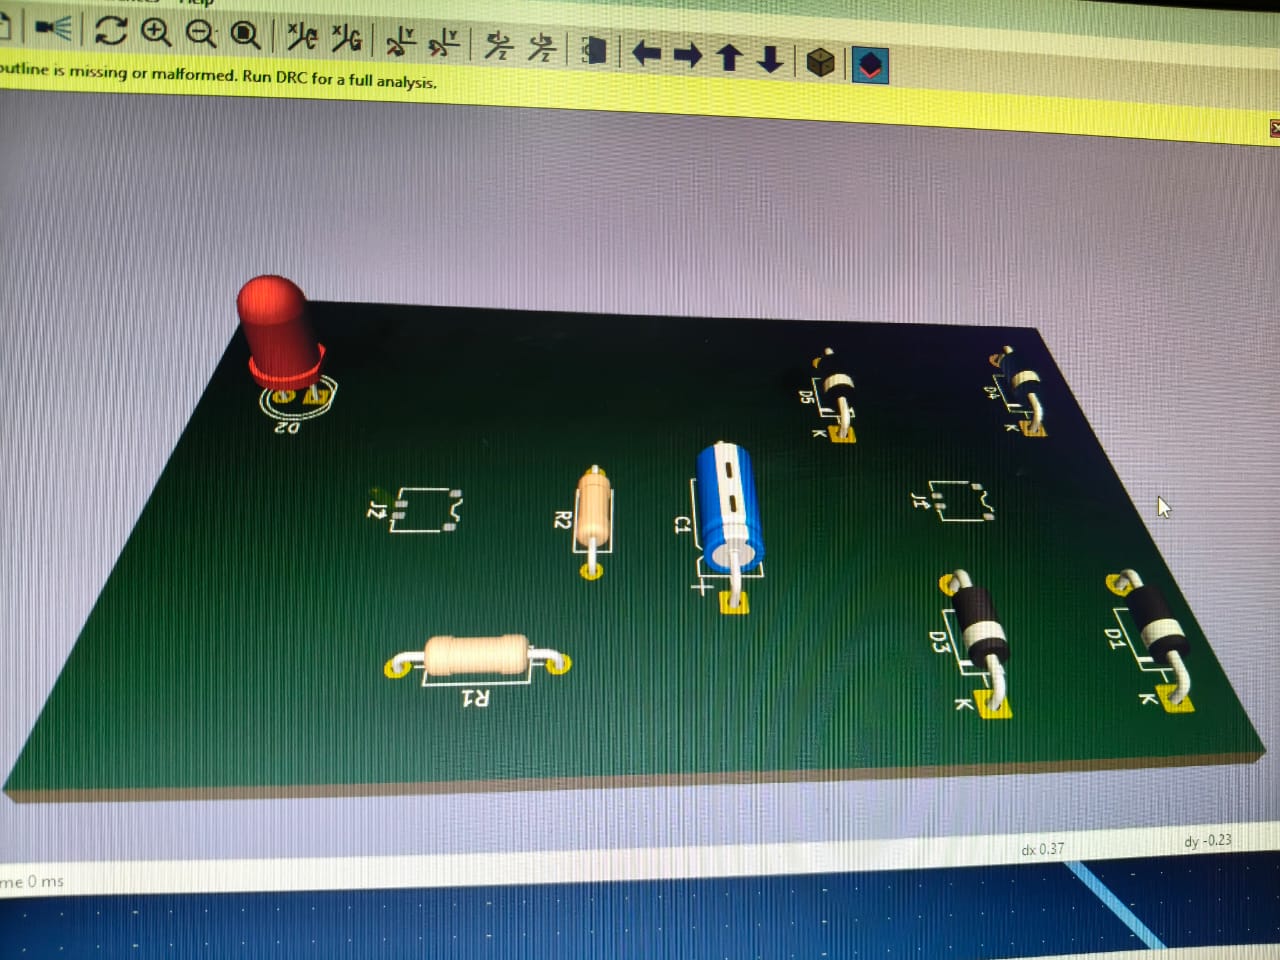 Help
outline is missing or malformed. Run DRC for a full analysis.
D5
K
D4
K
D2
J2
R2
C1
+
J1
D3
K
D1
K
R1
dx 0.37
dy -0.23
me 0 ms